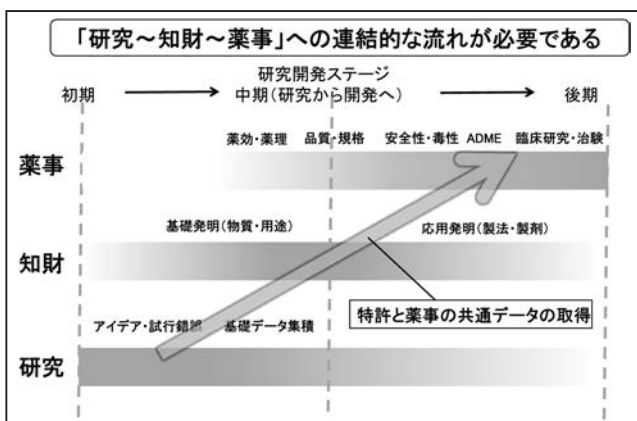 「研究～知財～薬事」への連結的な流れが必要である
研究開発ステージ
初期
中期(研究から開発へ)
後期
薬効・薬理
品質・規格
安全性・毒性
ADME
臨床研究・治験
薬事
基礎発明(物質・用途)
応用発明(製法・製剤)
知財
特許と薬事の共通データの取得
アイデア・試行錯誤
基礎データ集積
研究